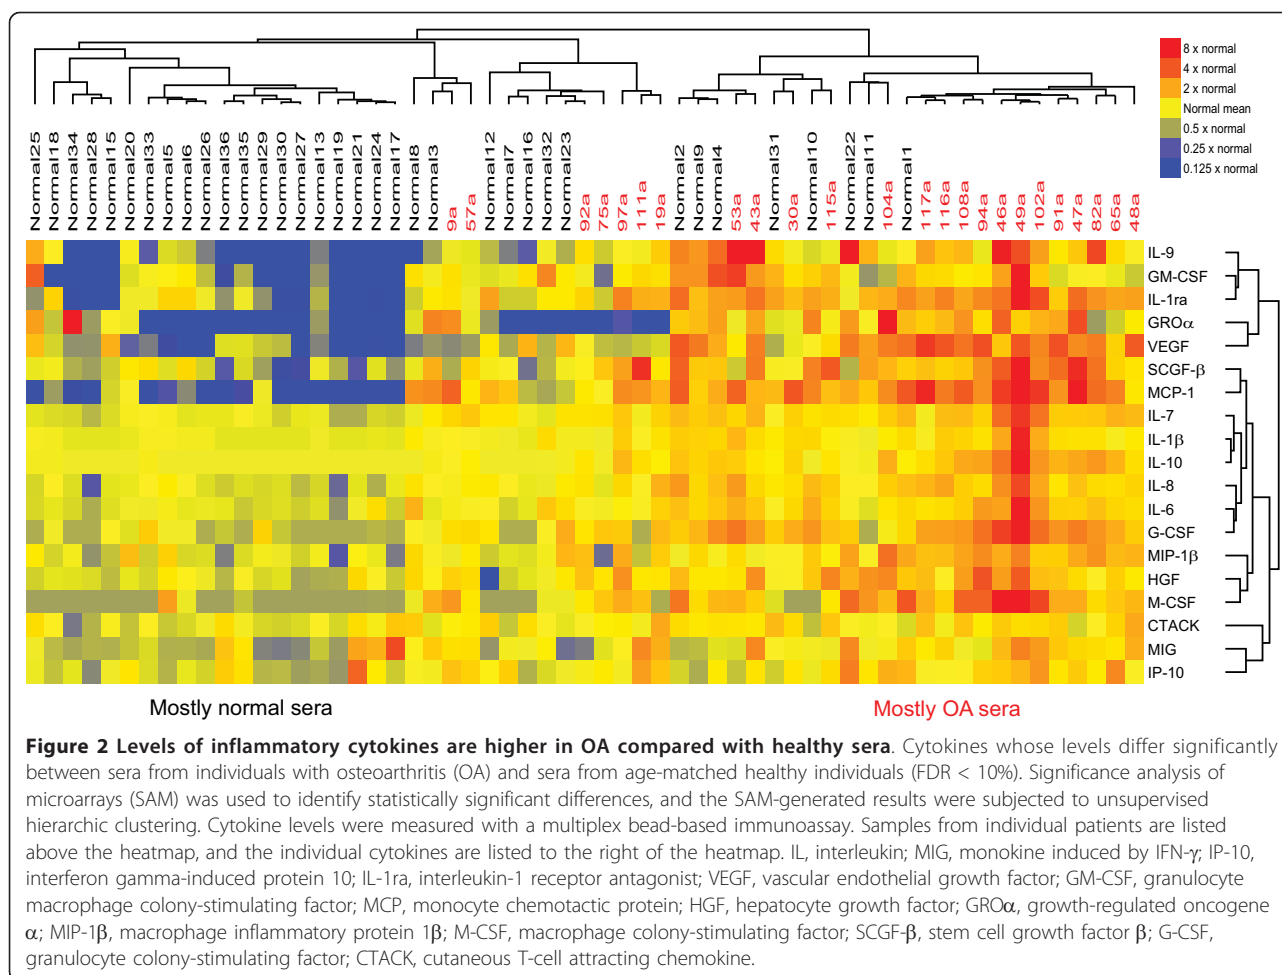 8 x normal
4 x normal
2 x normal
Normal mean
0.5 x normal
0.25 x normal
0.125 x normal
Normal25
Normal18
Normal34
Normal28
Normal15
Normal20
Normal33
Normal5
Normal6
Normal26
Normal36
Normal35
Normal29
Normal30
Normal27
Normal13
Normal19
Normal21
Normal24
Normal17
Normal8
Normal3
9a
57a
Normal12
Normal7
Normal16
Normal32
Normal23
92a
75a
97a
111a
19a
Normal2
Normal9
Normal4
53a
43a
Normal31
30a
Normal10
115a
Normal22
Normal11
104a
Normal1
117a
116a
108a
94a
46a
49a
102a
91a
47a
82a
65a
48a
IL-9
GM-CSF
IL-1ra
GROα
VEGF
SCGF-β
MCP-1
IL-7
IL-1β
IL-10
IL-8
IL-6
G-CSF
MIP-1β
HGF
M-CSF
CTACK
MIG
IP-10
Mostly normal sera
Mostly OA sera
Figure 2 Levels of inflammatory cytokines are higher in OA compared with healthy sera. Cytokines whose levels differ significantly
between sera from individuals with osteoarthritis (OA) and sera from age-matched healthy individuals (FDR < 10%). Significance analysis of
microarrays (SAM) was used to identify statistically significant differences, and the SAM-generated results were subjected to unsupervised
hierarchic clustering. Cytokine levels were measured with a multiplex bead-based immunoassay. Samples from individual patients are listed
above the heatmap, and the individual cytokines are listed to the right of the heatmap. IL, interleukin; MIG, monokine induced by IFN-γ; IP-10,
interferon gamma-induced protein 10; IL-1ra, interleukin-1 receptor antagonist; VEGF, vascular endothelial growth factor; GM-CSF, granulocyte
macrophage colony-stimulating factor; MCP, monocyte chemotactic protein; HGF, hepatocyte growth factor; GROα, growth-regulated oncogene
α; MIP-1β, macrophage inflammatory protein 1β; M-CSF, macrophage colony-stimulating factor; SCGF-β, stem cell growth factor β; G-CSF,
granulocyte colony-stimulating factor; CTACK, cutaneous T-cell attracting chemokine.